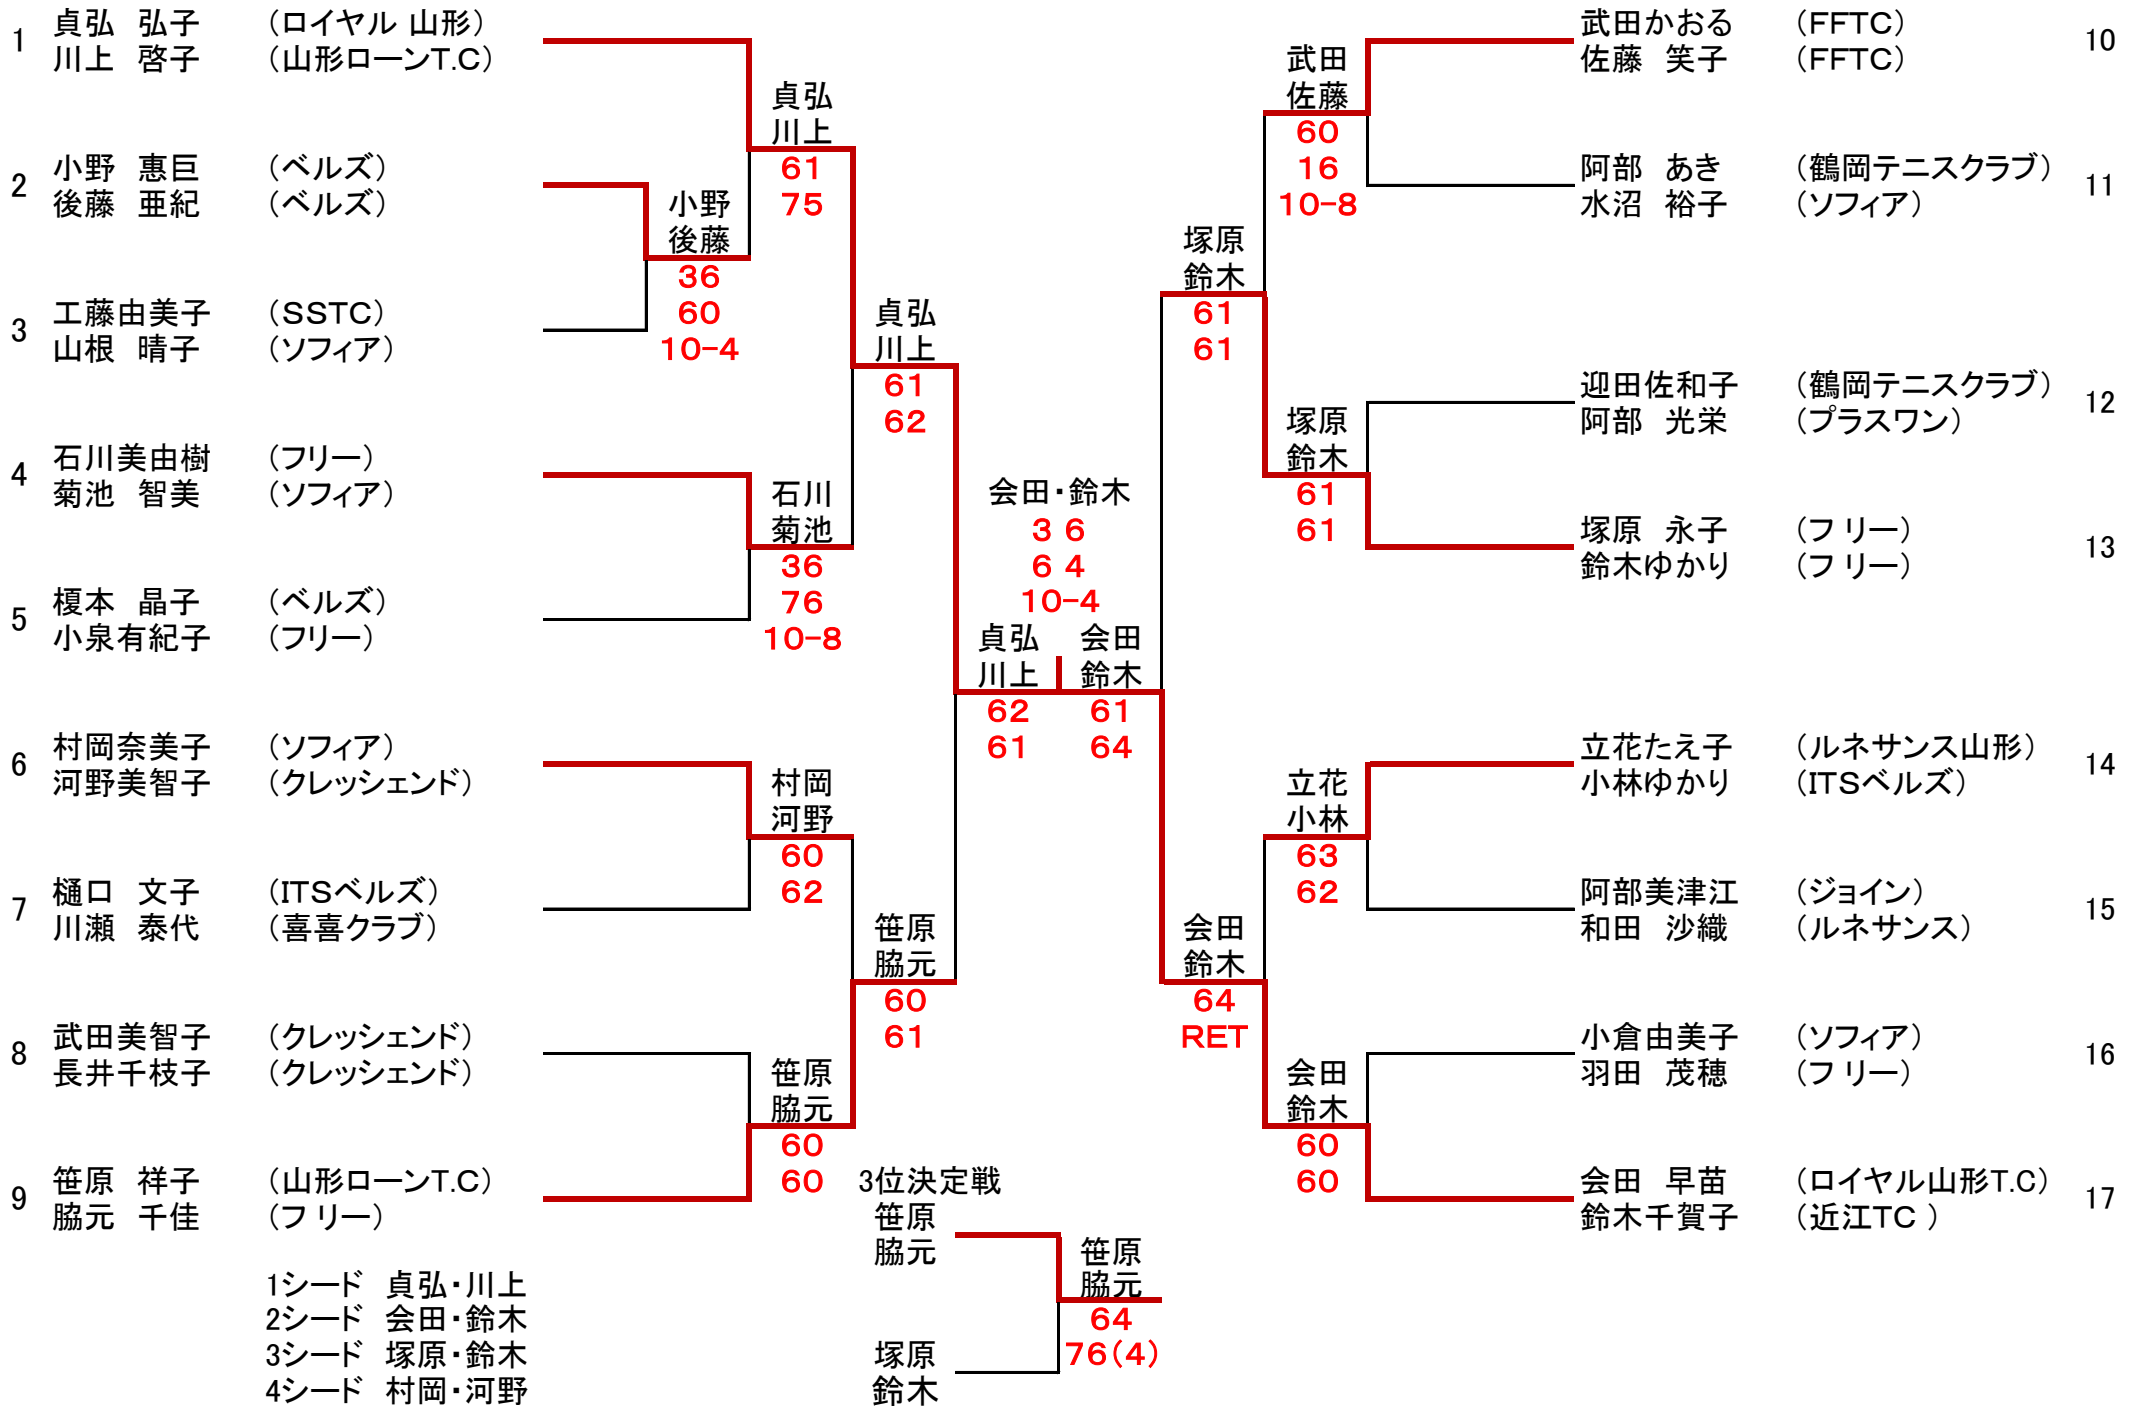 1 貞弘　弘子 （ロイヤル 山形）
川上　啓子 （山形ローンT.C）
2 小野　惠巨 （ベルズ）
後藤　亜紀 （ベルズ）
3 工藤由美子 （SSTC）
山根　晴子 （ソフィア）
4 石川美由樹 （フリー）
菊池　智美 （ソフィア）
5 榎本　晶子 （ベルズ）
小泉有紀子 （フリー）
6 村岡奈美子 （ソフィア）
河野美智子 （クレッシェンド）
7 樋口　文子 （ITSベルズ）
川瀬　泰代 （喜喜クラブ）
8 武田美智子 （クレッシェンド）
長井千枝子 （クレッシェンド）
9 笹原　祥子 （山形ローンT.C）
脇元　千佳 （フリー）
1シード　貞弘・川上
2シード　会田・鈴木
3シード　塚原・鈴木
4シード　村岡・河野
小野
後藤
36
60
10-4
貞弘
川上
61
75
石川
菊池
36
76
10-8
村岡
河野
60
62
笹原
脇元
60
60
貞弘
川上
61
62
笹原
脇元
60
61
貞弘
川上
62
61
会田・鈴木
3 6
6 4
10-4
会田
鈴木
61
64
塚原
鈴木
61
61
会田
鈴木
64
RET
武田
佐藤
60
16
10-8
塚原
鈴木
61
61
立花
小林
63
62
会田
鈴木
60
60
3位決定戦
笹原
脇元
塚原
鈴木
笹原
脇元
64
76(4)
武田かおる （FFTC） 10
佐藤　笑子 （FFTC）
阿部　あき （鶴岡テニスクラブ） 11
水沼　裕子 （ソフィア）
迎田佐和子 （鶴岡テニスクラブ） 12
阿部　光栄 （プラスワン）
塚原　永子 （フリー） 13
鈴木ゆかり （フリー）
立花たえ子 （ルネサンス山形） 14
小林ゆかり （ITSベルズ）
阿部美津江 （ジョイン） 15
和田　沙織 （ルネサンス）
小倉由美子 （ソフィア） 16
羽田　茂穂 （フリー）
会田　早苗 （ロイヤル山形T.C） 17
鈴木千賀子 （近江TC ）